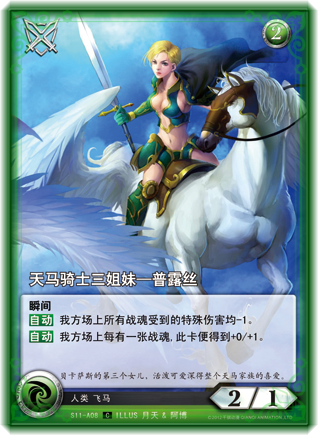 2
天马骑士三姐妹—普露丝
瞬间
自动 我方场上所有战魂受到的特殊伤害均-1。
自动 我方场上每有一张战魂, 此卡便得到+0/+1。
贝卡萨斯的第三个女儿, 活泼可爱深得整个天马家族的喜爱。
人类 飞马
2/1
S11-A08 C ILLUS 月天 & 阿博